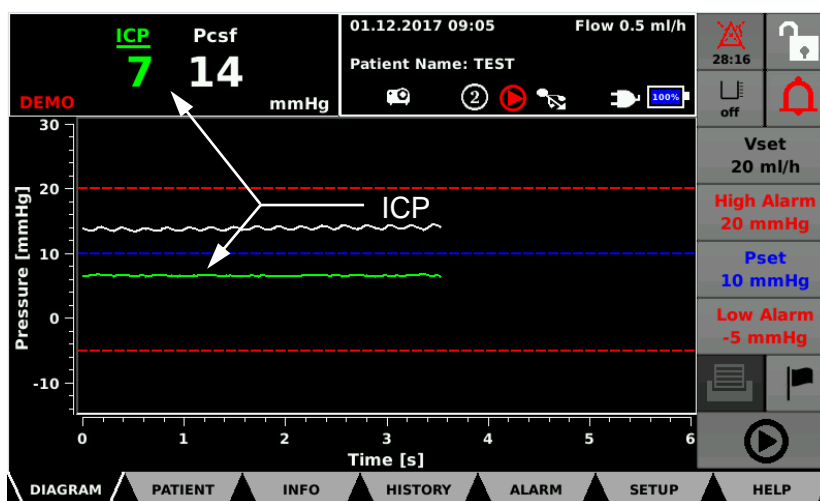 ICP Pcsf
7 14
DEMO mmHg
01.12.2017 09:05 Flow 0.5 ml/h
Patient Name: TEST
2 100%
28:16
off
Vset
20 ml/h
High Alarm
20 mmHg
Pset
10 mmHg
Low Alarm
-5 mmHg
Pressure [mmHg]
30
20
10
0
-10
ICP
0 1 2 3 4 5 6
Time [s]
DIAGRAM PATIENT INFO HISTORY ALARM SETUP HELP